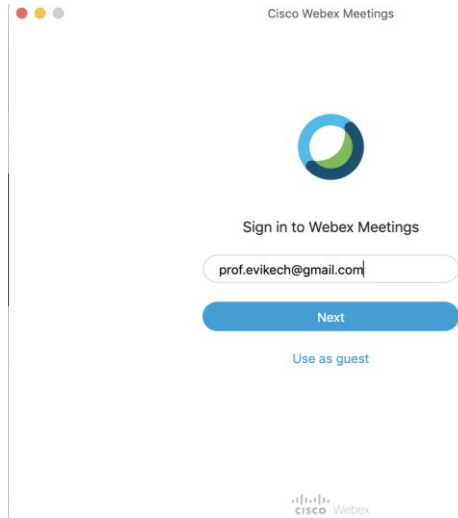 Cisco Webex Meetings
Sign in to Webex Meetings
prof.evikech@gmail.com
Next
Use as guest
CISCO Webex